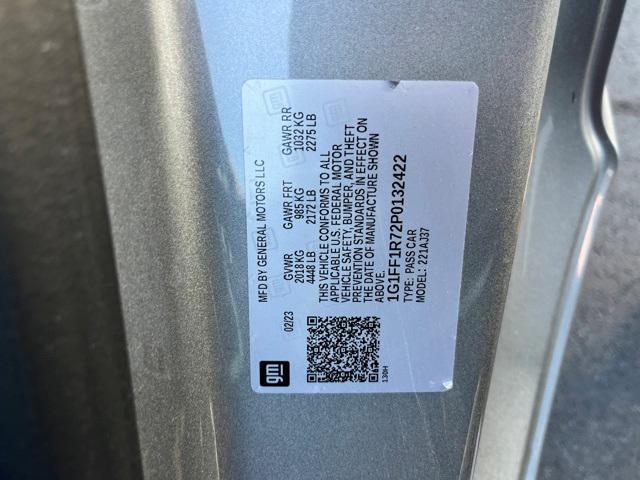 MFD BY GENERAL MOTORS LLC
02/23
GVWR GAWR FRT GAWR RR
2018 KG 985 KG 1032 KG
4448 LB 2172 LB 2275 LB
THIS VEHICLE CONFORMS TO ALL
APPLICABLE U.S. FEDERAL MOTOR
VEHICLE SAFETY, BUMPER, AND THEFT
PREVENTION STANDARDS IN EFFECT ON
THE DATE OF MANUFACTURE SHOWN
ABOVE.
1G1FF1R72P0132422
TYPE: PASS CAR
MODEL: 221AJ37
gm
130H